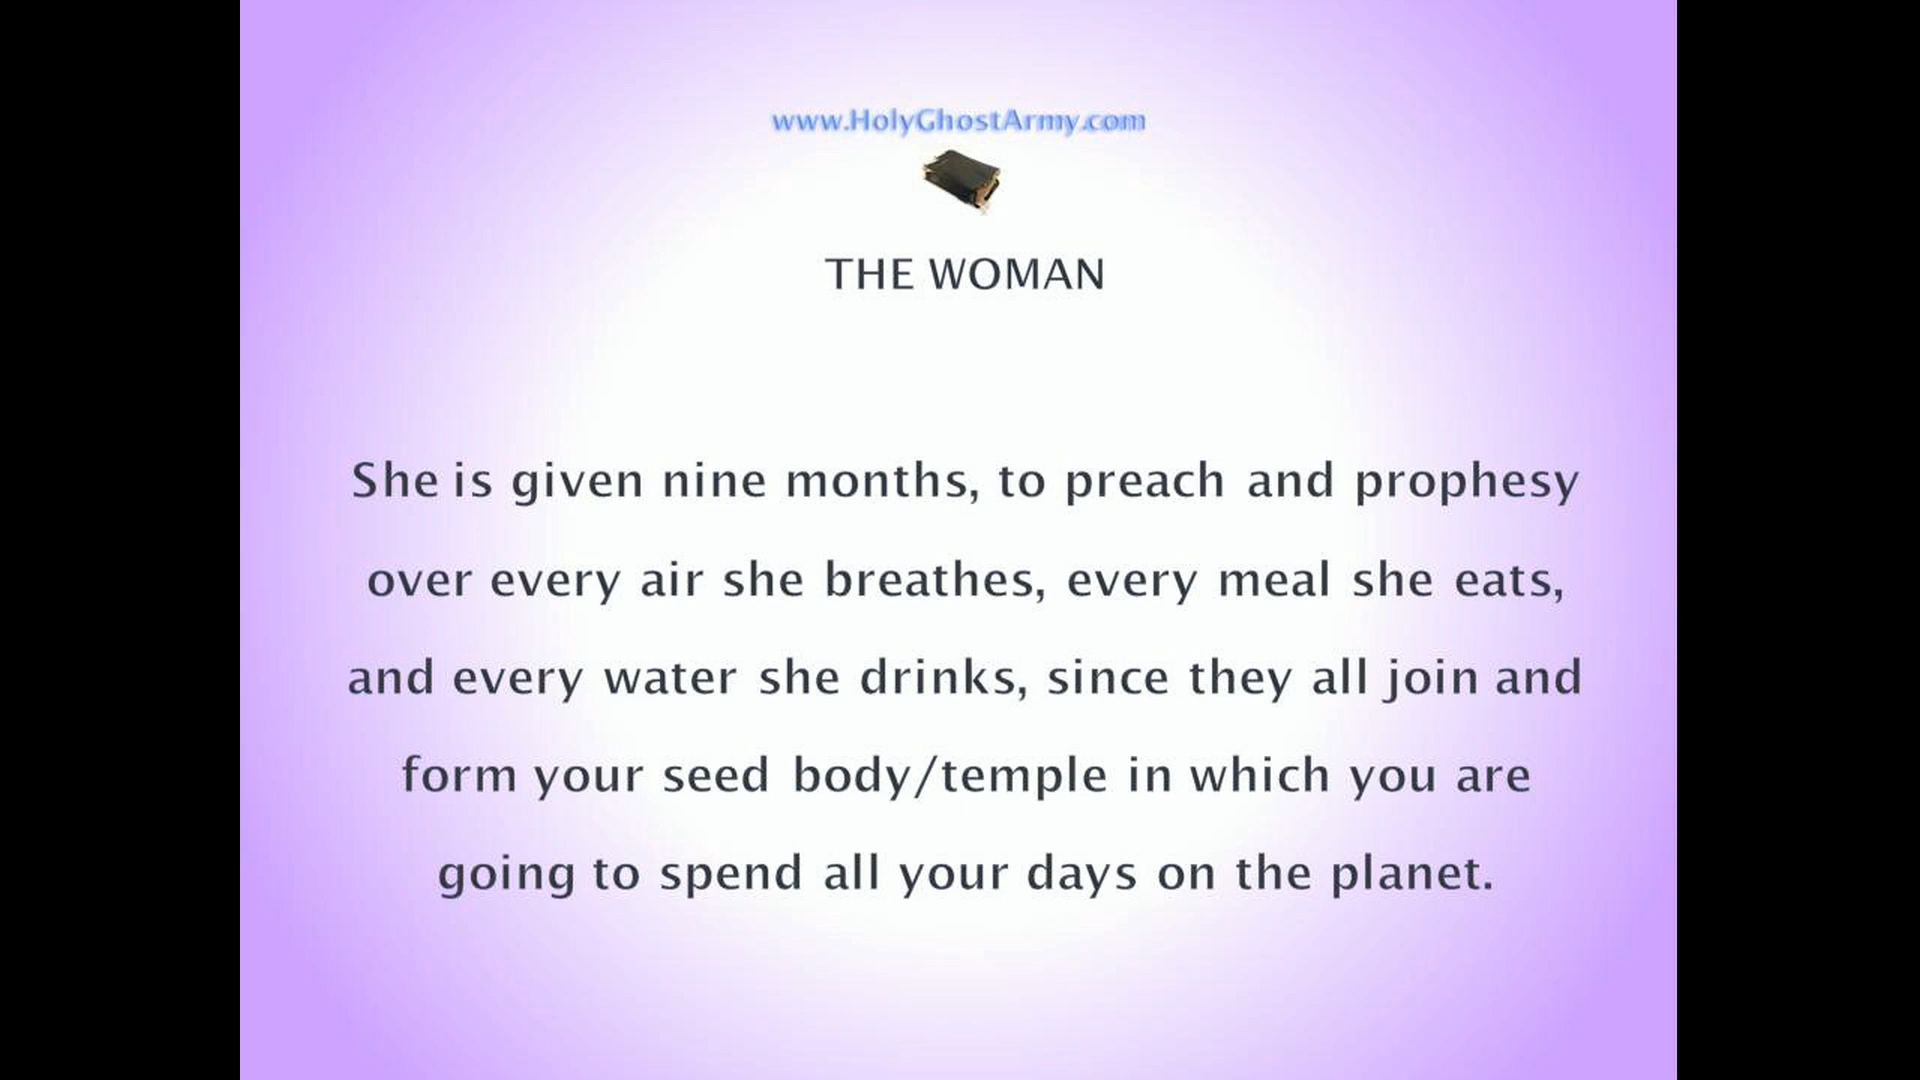 www.HolyGhostArmy.com
THE WOMAN
She is given nine months, to preach and prophesy
over every air she breathes, every meal she eats,
and every water she drinks, since they all join and
form your seed body/temple in which you are
going to spend all your days on the planet.